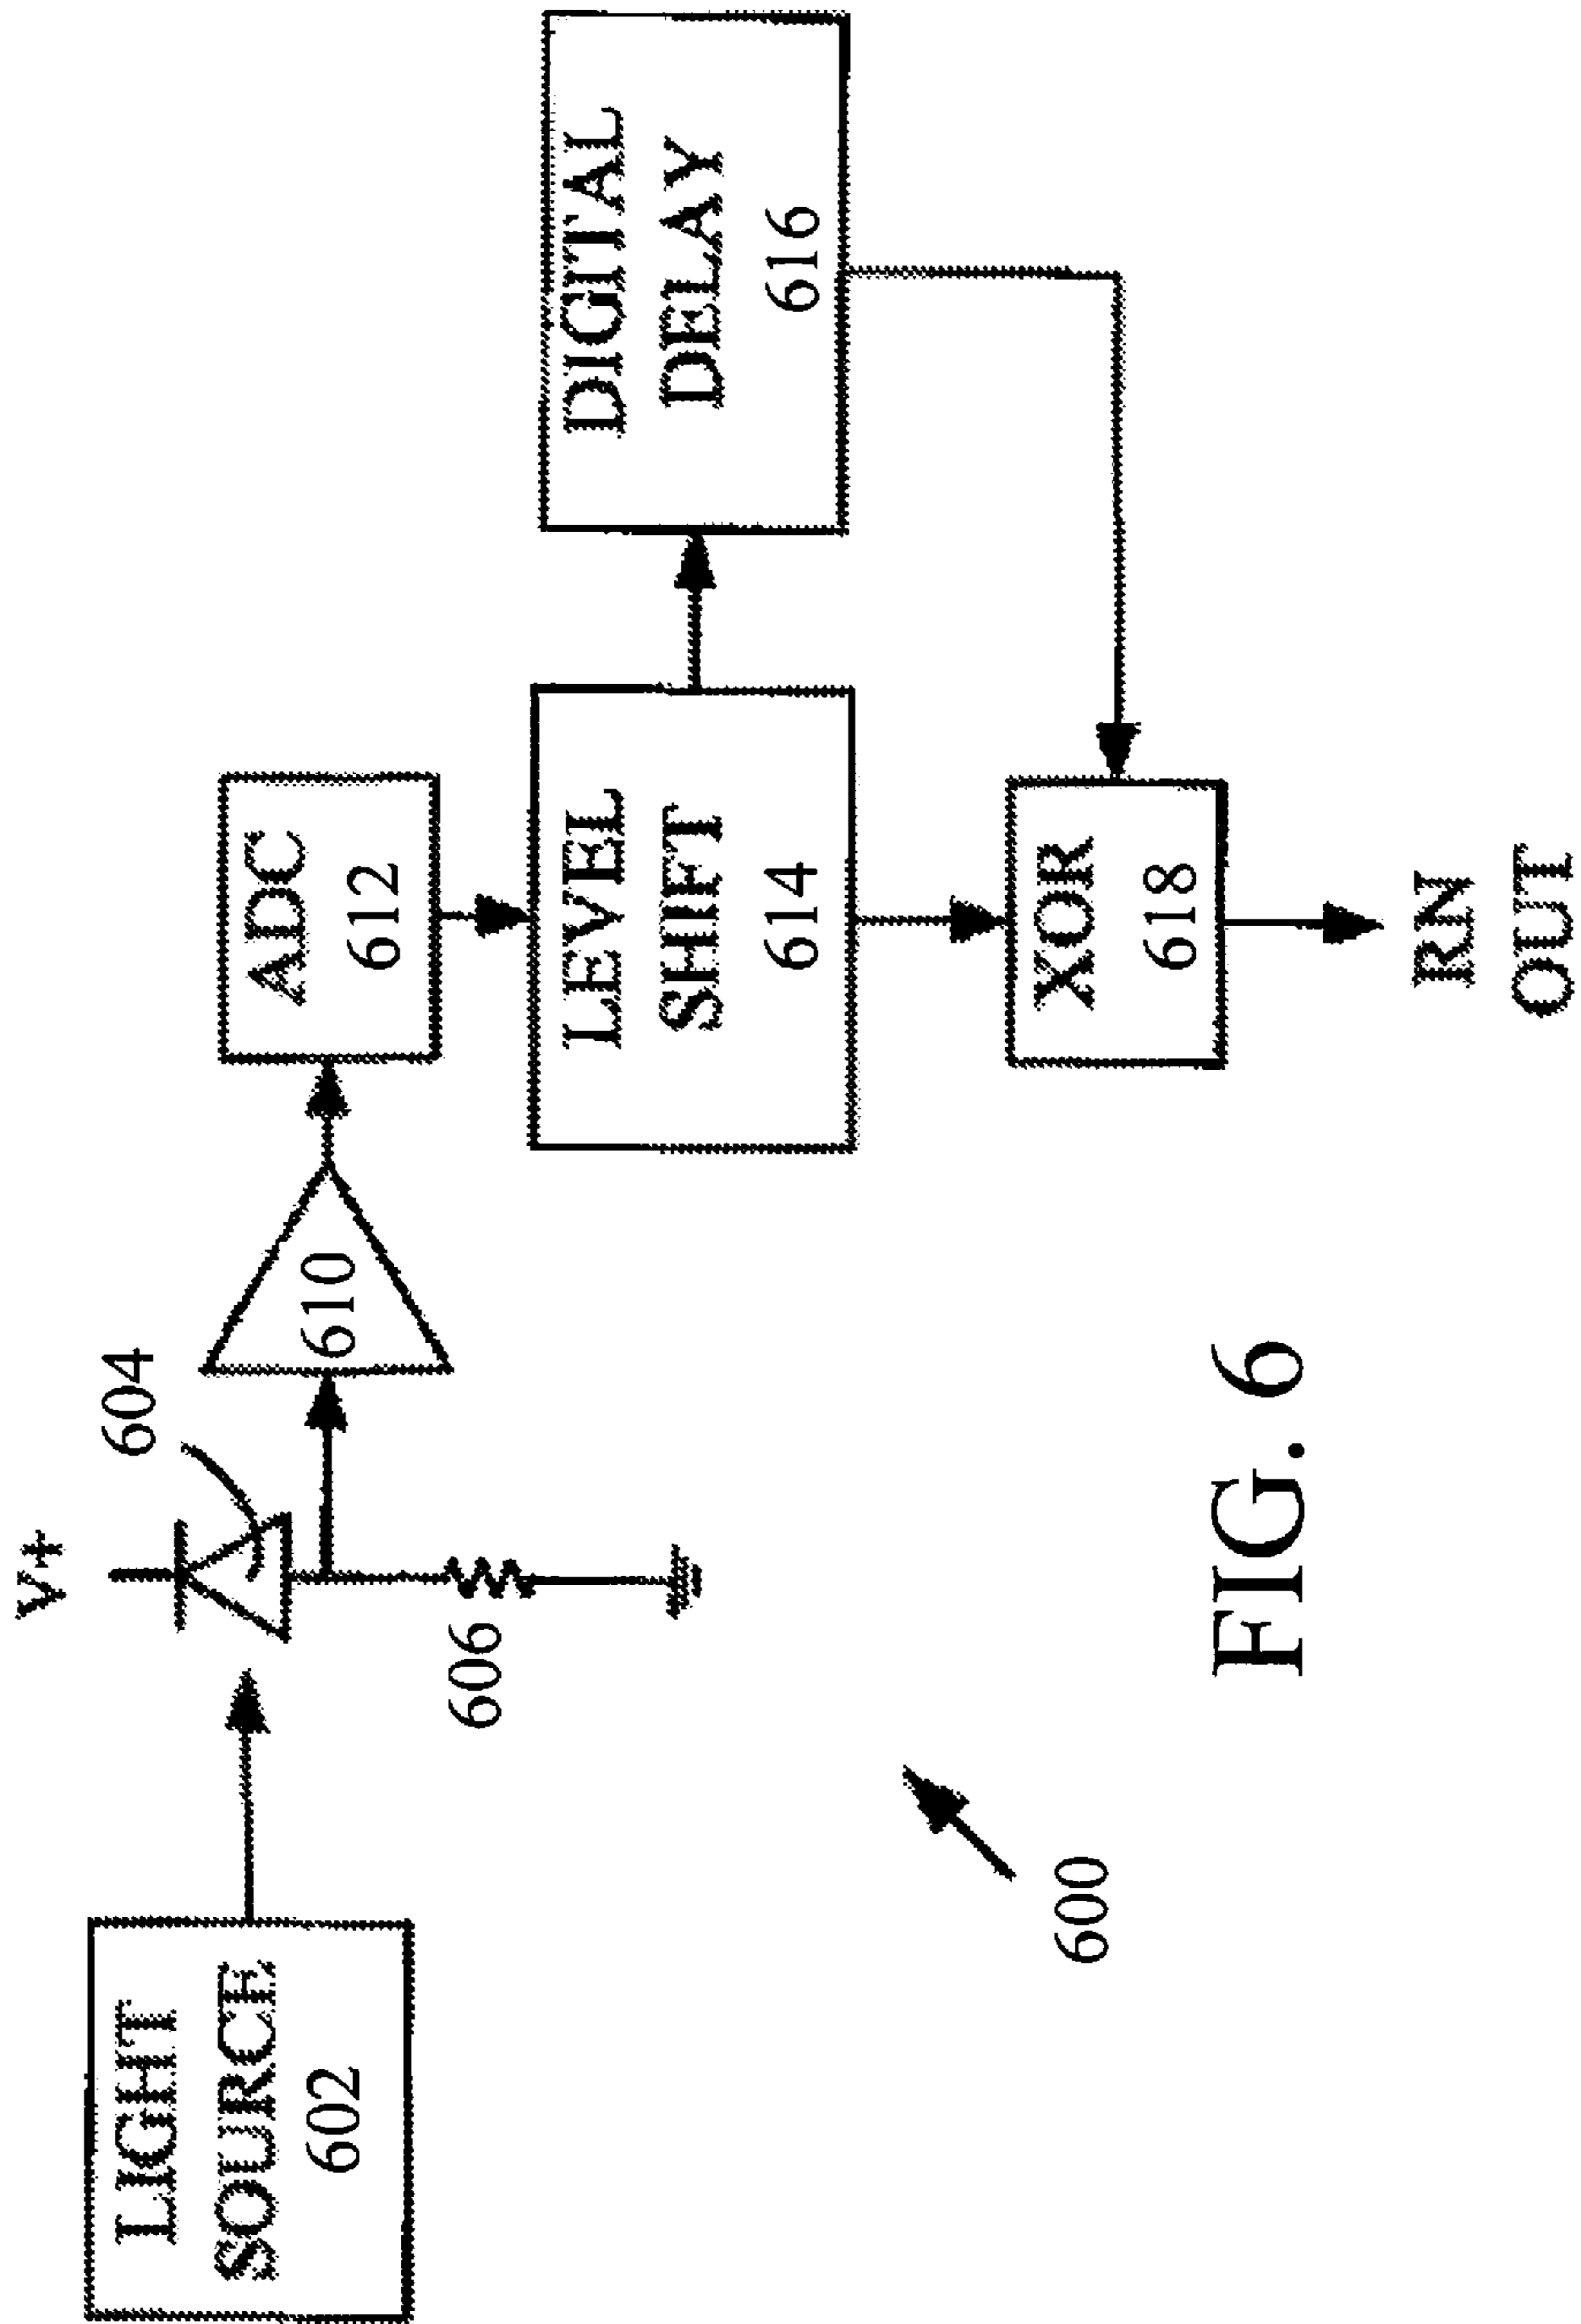 V+
604
LIGHT
SOURCE
602
606
610
ADC
612
LEVEL
SHIFT
614
DIGITAL
DELAY
616
XOR
618
RN
OUT
600
FIG. 6